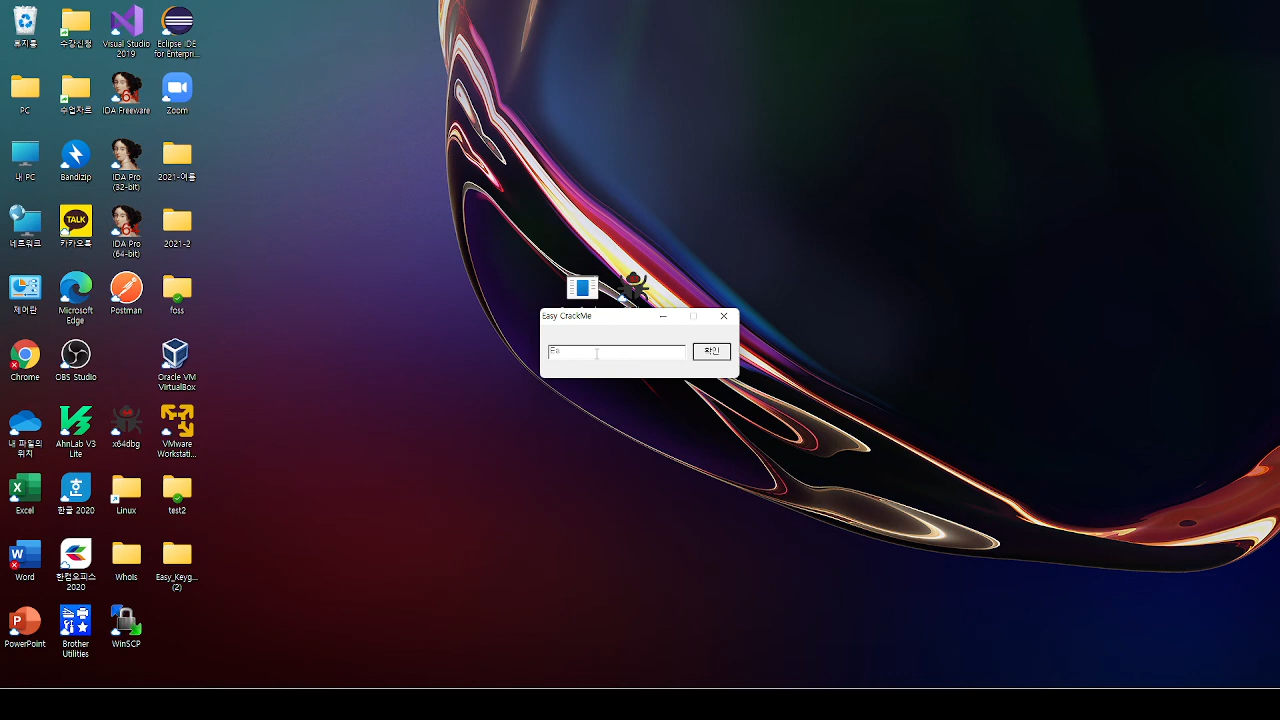 휴지통
수강신청
Visual Studio
2019
Eclipse IDE
for Enterpri...
PC
수업자료
IDA Freeware
Zoom
내 PC
Bandizip
IDA Pro
(32-bit)
2021-여름
네트워크
TALK
카카오톡
IDA Pro
(64-bit)
2021-2
제어판
Microsoft
Edge
Postman
foss
Easy CrackMe
Ea
확인
Chrome
OBS Studio
Oracle VM
VirtualBox
내 파일의
위치
AhnLab V3
Lite
x64dbg
VMware
Workstati...
Excel
한글 2020
Linux
test2
Word
한컴오피스
2020
WhoIs
Easy_Keyg...
(2)
PowerPoint
Brother
Utilities
WinSCP